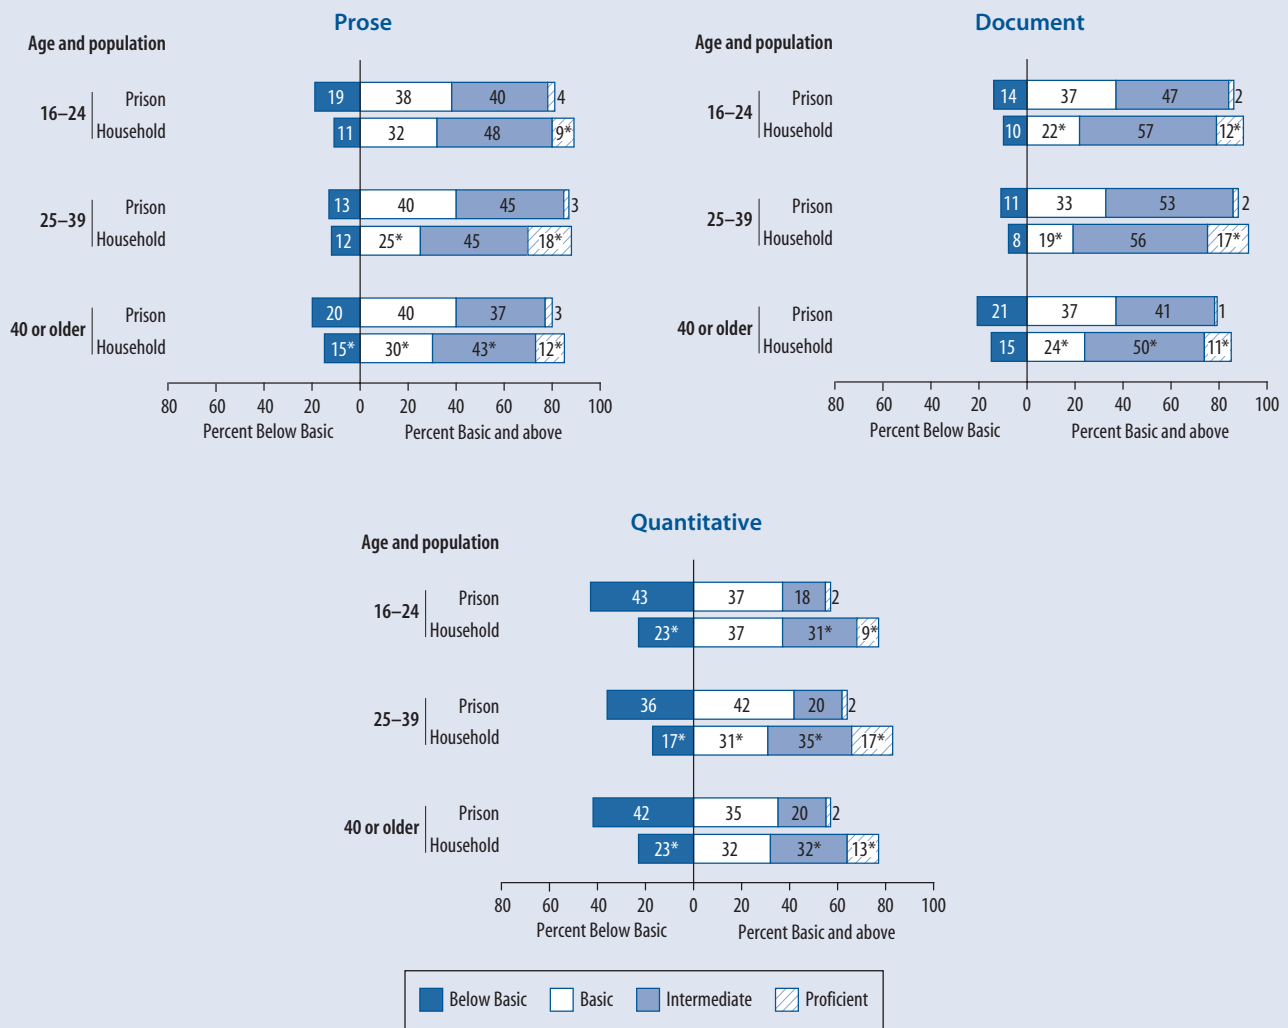 Prose
Age and population
16–24
Prison
19 38 40 4
Household
11 32 48 9*
25–39
Prison
13 40 45 3
Household
12 25* 45 18*
40 or older
Prison
20 40 37 3
Household
15* 30* 43* 12*
80 60 40 20 0 20 40 60 80 100
Percent Below Basic Percent Basic and above
Document
Age and population
16–24
Prison
14 37 47 2
Household
10 22* 57 12*
25–39
Prison
11 33 53 2
Household
8 19* 56 17*
40 or older
Prison
21 37 41 1
Household
15 24* 50* 11*
80 60 40 20 0 20 40 60 80 100
Percent Below Basic Percent Basic and above
Quantitative
Age and population
16–24
Prison
43 37 18 2
Household
23* 37 31* 9*
25–39
Prison
36 42 20 2
Household
17* 31* 35* 17*
40 or older
Prison
42 35 20 2
Household
23* 32 32* 13*
80 60 40 20 0 20 40 60 80 100
Percent Below Basic Percent Basic and above
Below Basic Basic Intermediate Proficient